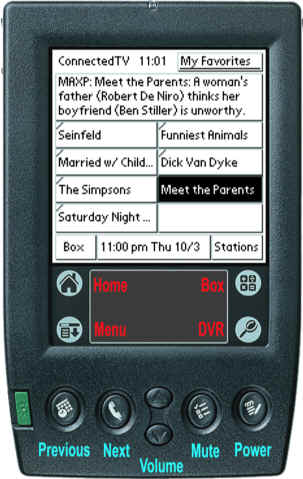 ConnectedTV 11:01 My Favorites
MAXP: Meet the Parents: A woman's
father (Robert De Niro) thinks her
boyfriend (Ben Stiller) is unworthy.
Seinfeld Funniest Animals
Married w/ Child... Dick Van Dyke
The Simpsons Meet the Parents
Saturday Night ...
Box 11:00 pm Thu 10/3 Stations
Home Box
Menu DVR
Previous Next Mute Power
Volume